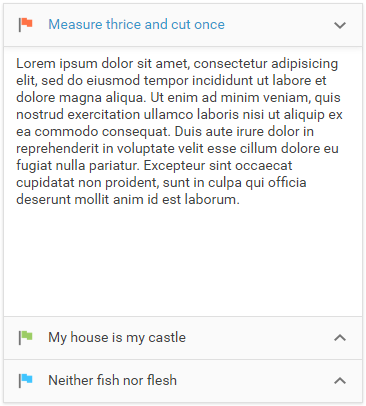 Measure thrice and cut once
Lorem ipsum dolor sit amet, consectetur adipisicing
elit, sed do eiusmod tempor incididunt ut labore et
dolore magna aliqua. Ut enim ad minim veniam, quis
nostrud exercitation ullamco laboris nisi ut aliquip ex
ea commodo consequat. Duis aute irure dolor in
reprehenderit in voluptate velit esse cillum dolore eu
fugiat nulla pariatur. Excepteur sint occaecat
cupidatat non proident, sunt in culpa qui officia
deserunt mollit anim id est laborum.
My house is my castle
Neither fish nor flesh